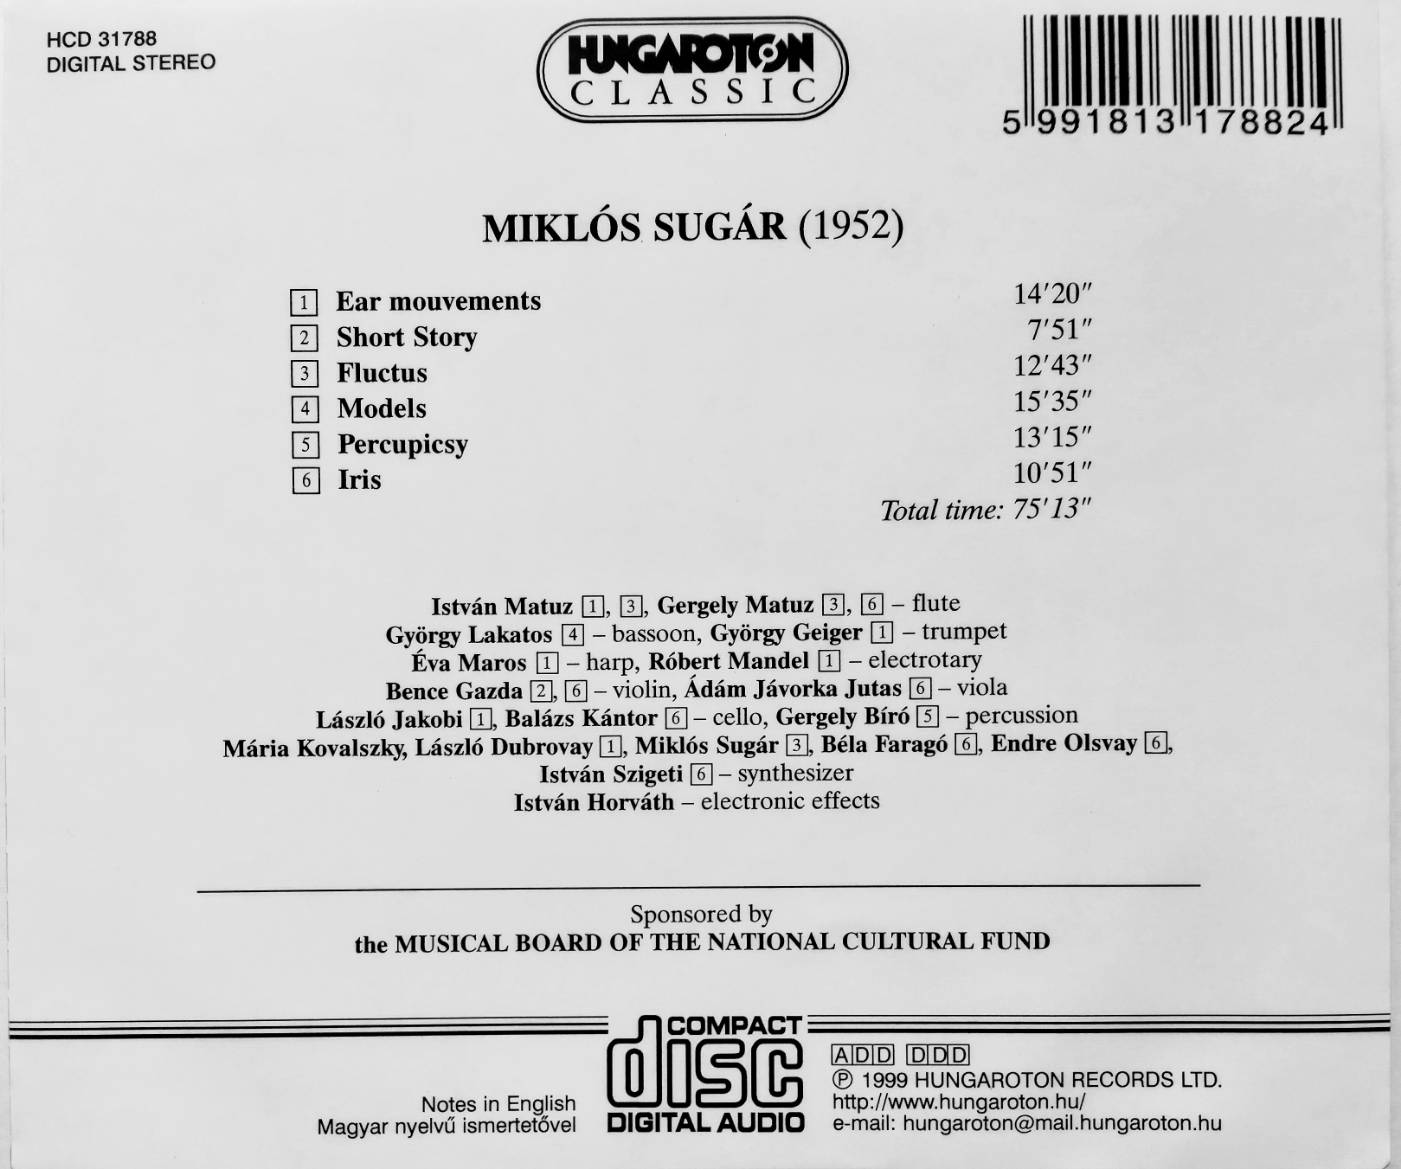 HCD 31788
DIGITAL STEREO
HUNGAROTON
CLASSIC
5 991813 178824
MIKLÓS SUGÁR (1952)
1 Ear mouvements 14′20″
2 Short Story 7′51″
3 Fluctus 12′43″
4 Models 15′35″
5 Percupicsy 13′15″
6 Iris 10′51″
Total time: 75′13″
István Matuz 1, 3, Gergely Matuz 3, 6 – flute
György Lakatos 4 – bassoon, György Geiger 1 – trumpet
Éva Maros 1 – harp, Róbert Mandel 1 – electrotary
Bence Gazda 2, 6 – violin, Ádám Jávorka Jutas 6 – viola
László Jakobi 1, Balázs Kántor 6 – cello, Gergely Bíró 5 – percussion
Mária Kovalszky, László Dubrovay 1, Miklós Sugár 3, Béla Faragó 6, Endre Olsvay 6,
István Szigeti 6 – synthesizer
István Horváth – electronic effects
Sponsored by
the MUSICAL BOARD OF THE NATIONAL CULTURAL FUND
Notes in English
Magyar nyelvű ismertetővel
COMPACT
disc
DIGITAL AUDIO
ADD DDD
Ⓟ 1999 HUNGAROTON RECORDS LTD.
http://www.hungaroton.hu/
e-mail: hungaroton@mail.hungaroton.hu